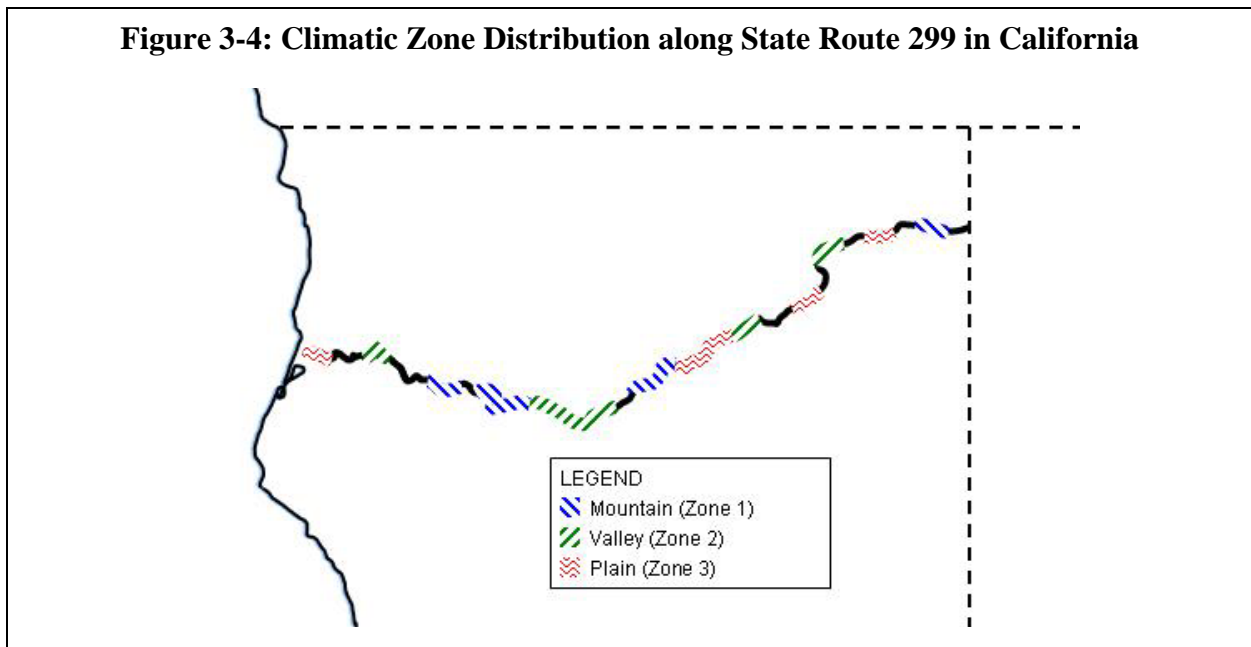 Figure 3-4: Climatic Zone Distribution along State Route 299 in California
LEGEND
Mountain (Zone 1)
Valley (Zone 2)
Plain (Zone 3)